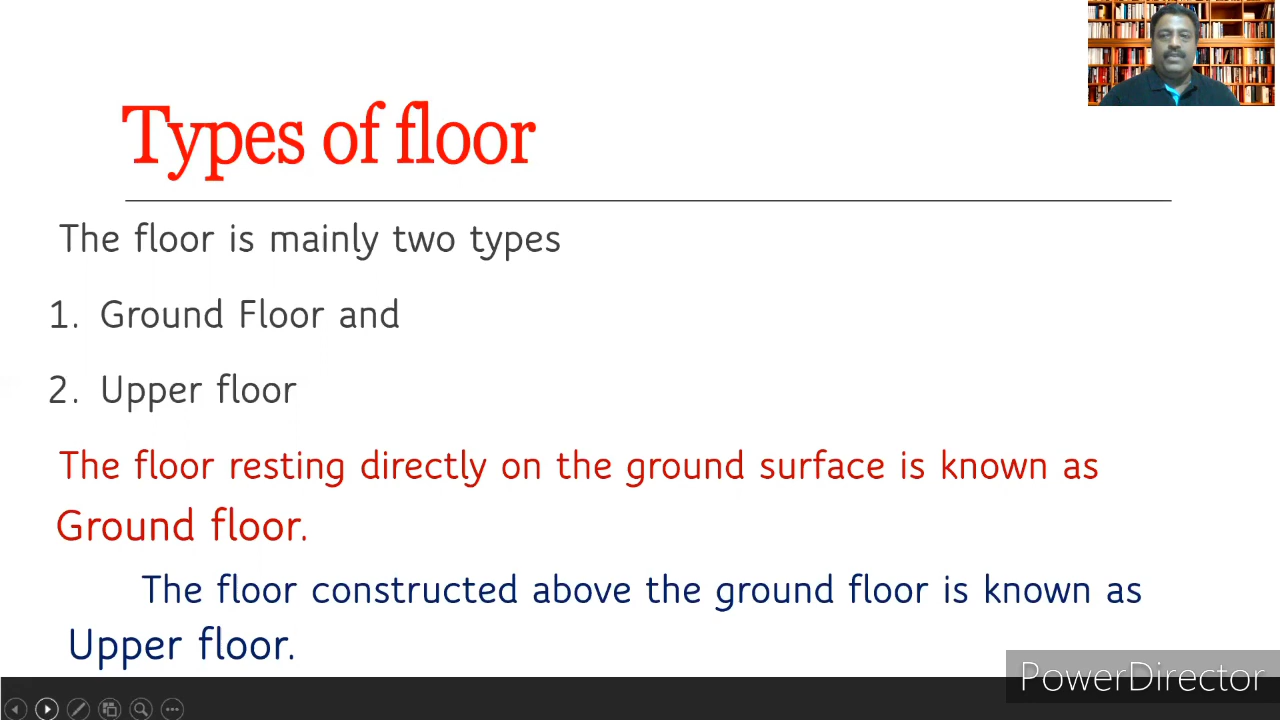 Types of floor
The floor is mainly two types
1. Ground Floor and
2. Upper floor
The floor resting directly on the ground surface is known as
Ground floor.
The floor constructed above the ground floor is known as
Upper floor.
PowerDirector